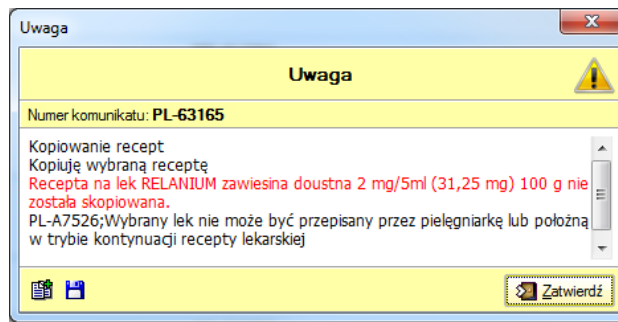 Uwaga
Uwaga
Numer komunikatu: PL-63165
Kopiowanie recept
Kopiuję wybraną receptę
Recepta na lek RELANIUM zawiesina doustna 2 mg/5ml (31,25 mg) 100 g nie
została skopiowana.
PL-A7526;Wybrany lek nie może być przepisany przez pielęgniarkę lub położną
w trybie kontynuacji recepty lekarskiej
Zatwierdź